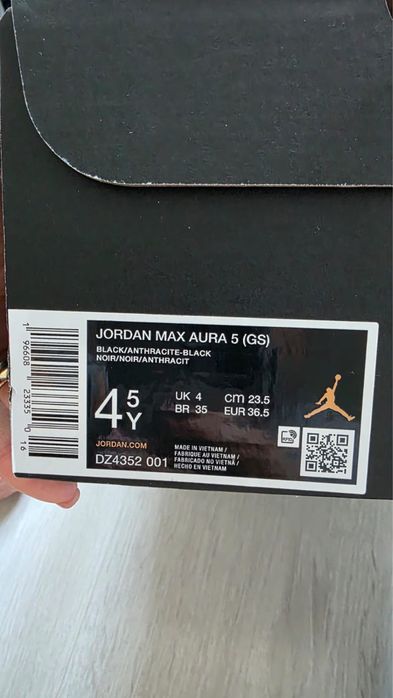 JORDAN MAX AURA 5 (GS)
BLACK/ANTHRACITE-BLACK
NOIR/NOIR/ANTHRACIT
4 5 Y
UK 4 cm 23.5
BR 35 EUR 36.5
JORDAN.COM
DZ4352 001
MADE IN VIETNAM /
FABRIQUE AU VIETNAM /
FABRICADO NO VIETNÃ /
HECHO EN VIETNAM
1 96608 23335 0 16